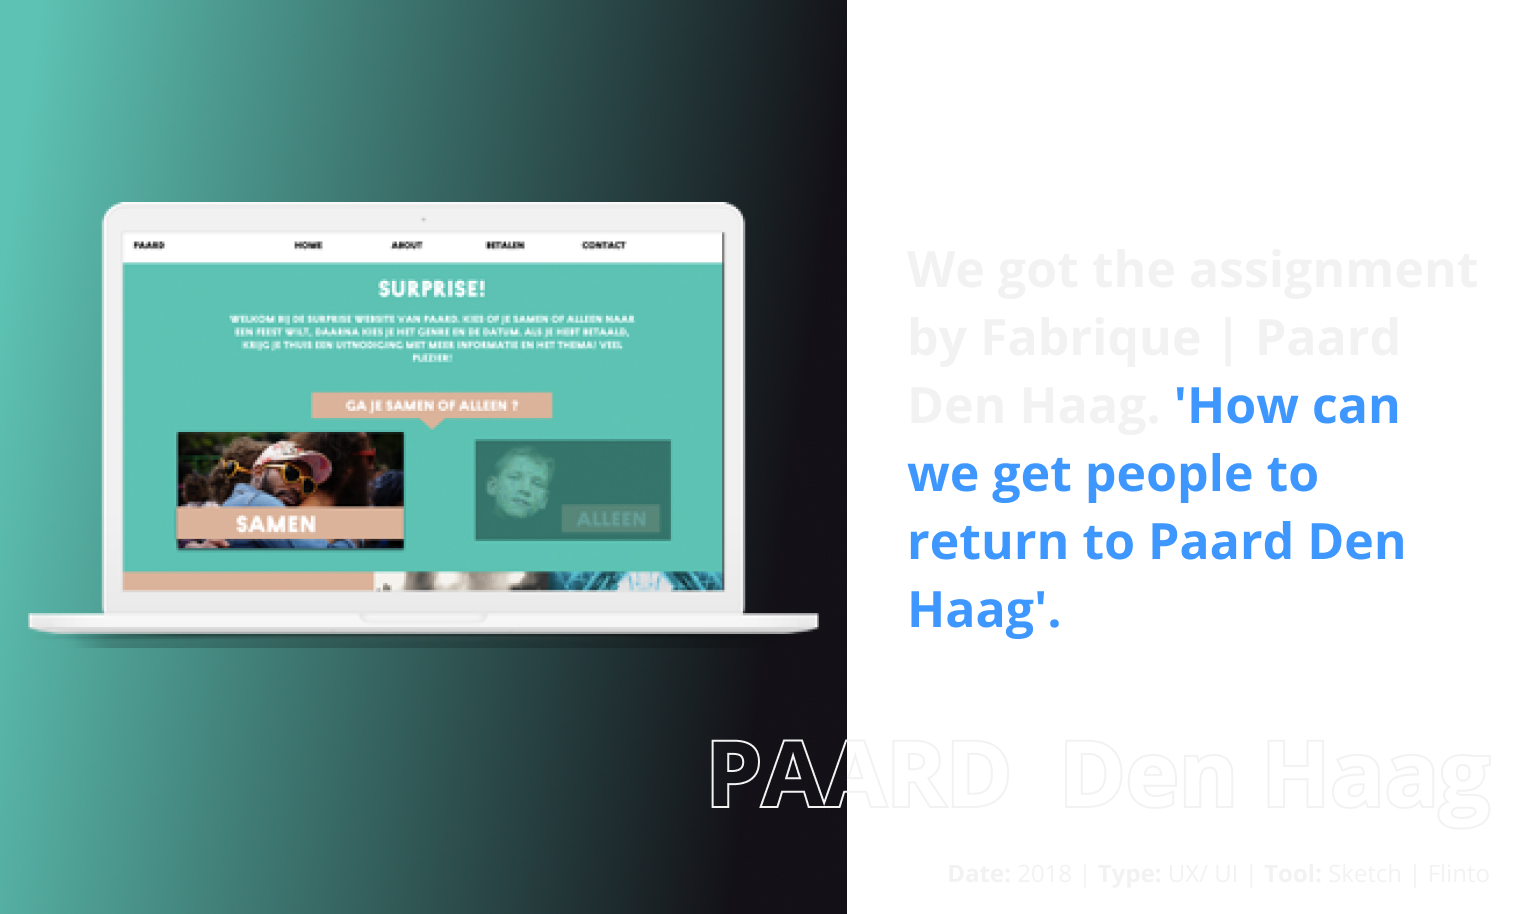 PAARD HOME ABOUT BETALEN CONTACT
SURPRISE!
WELKOM BIJ DE SURPRISE WEBSITE VAN PAARD. KIES OF JE SAMEN OF ALLEEN NAAR
EEN FEEST WILT, DAARNA KIES JE HET GENRE EN DE DATUM. ALS JE HEBT BETAALD,
KRIJG JE THUIS EEN UITNODIGING MET MEER INFORMATIE EN HET THEMA! VEEL
PLEZIER!
GA JE SAMEN OF ALLEEN ?
SAMEN
ALLEEN
We got the assignment
by Fabrique | Paard
Den Haag. 'How can
we get people to
return to Paard Den
Haag'.
PAARD Den Haag
Date: 2018 | Type: UX/ UI | Tool: Sketch | Flinto